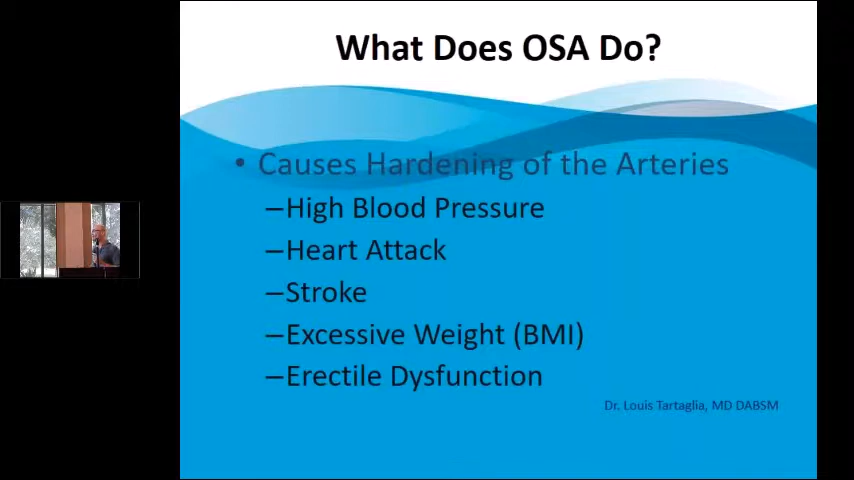 What Does OSA Do?
• Causes Hardening of the Arteries
–High Blood Pressure
–Heart Attack
–Stroke
–Excessive Weight (BMI)
–Erectile Dysfunction
Dr. Louis Tartaglia, MD DABSM